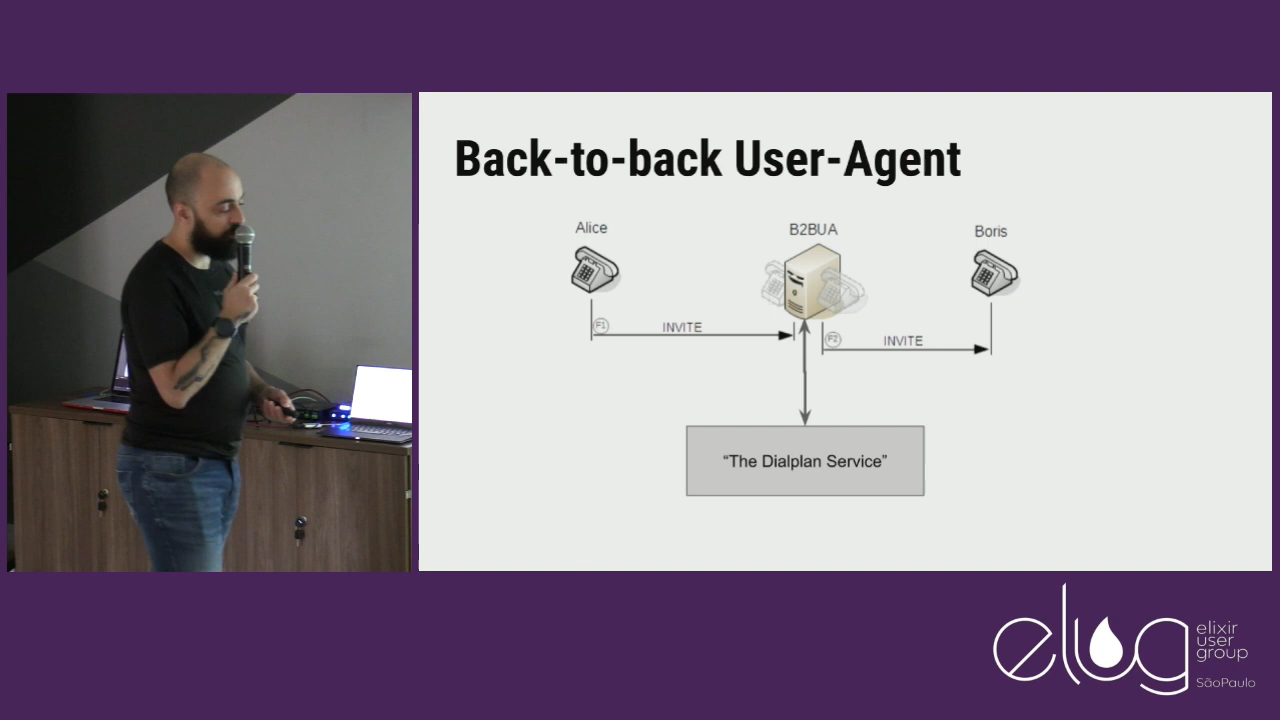 Back-to-back User-Agent
Alice
B2BUA
Boris
F1
INVITE
F2
INVITE
“The Dialplan Service”
elug
elixir
user
group
SãoPaulo